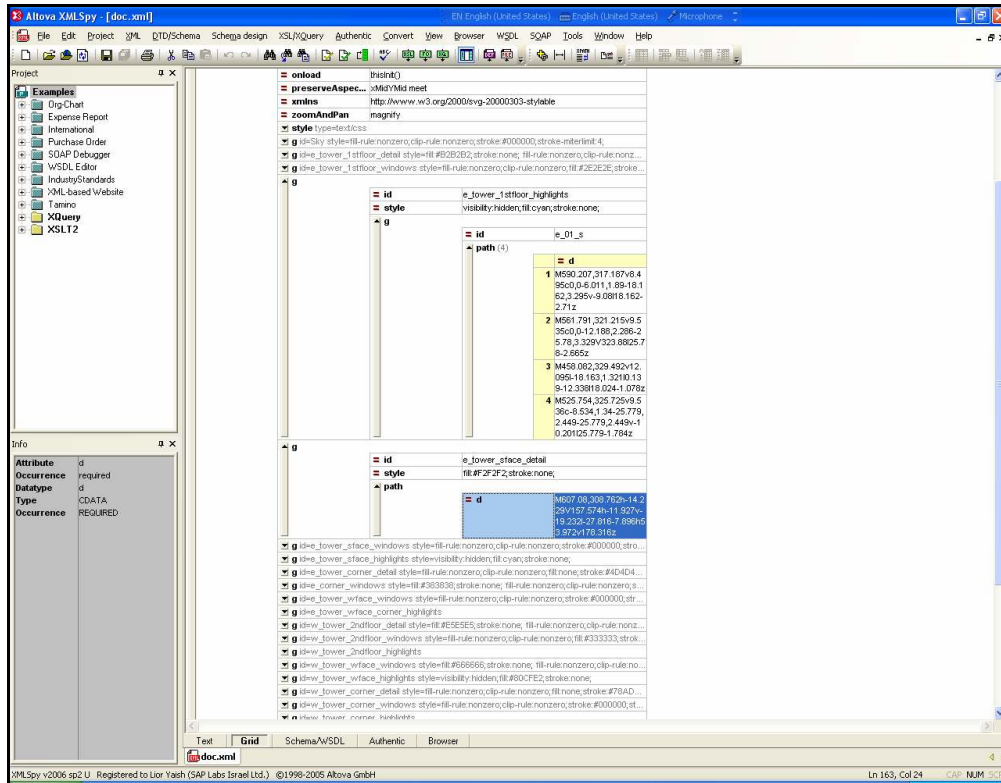 Altova XMLSpy - [doc.xml]
EN English (United States) English (United States) Microphone
File Edit Project XML DTD/Schema Schema design XSL/XQuery Authentic Convert View Browser WSDL SOAP Tools Window Help
Project
Examples
Org-Chart
Expense Report
International
Purchase Order
SOAP Debugger
WSDL Editor
IndustryStandards
XML-based Website
Tamino
XQuery
XSLT2
Info
Attribute d
Occurrence required
Datatype d
Type CDATA
Occurrence REQUIRED
= onload thisInit()
= preserveAspec... xMidYMid meet
= xmlns http://www.w3.org/2000/svg-20000303-stylable
= zoomAndPan magnify
style type=text/css
g id=Sky style=fill-rule:nonzero;clip-rule:nonzero;stroke:#000000;stroke-miterlimit:4;
g id=e_tower_1stfloor_detail style=fill:#B2B2B2;stroke:none; fill-rule:nonzero;clip-rule:nonz...
g id=e_tower_1stfloor_windows style=fill-rule:nonzero;clip-rule:nonzero;fill:#2E2E2E;stroke...
g
= id e_tower_1stfloor_highlights
= style visibility:hidden;fill:cyan;stroke:none;
g
= id e_01_s
path (4)
= d
1 M590.207,317.187v8.4
95c0,0-6.011,1.89-18.1
62,3.295v-9.08l18.162-
2.71z
2 M561.791,321.215v9.5
35c0,0-12.188,2.286-2
5.78,3.329V323.88l25.7
8-2.665z
3 M458.082,329.492v12.
095l-18.163,1.321l0.13
9-12.338l18.024-1.078z
4 M525.754,325.725v9.5
36c-8.534,1.34-25.779,
2.449-25.779,2.449v-1
0.201l25.779-1.784z
g
= id e_tower_sface_detail
= style fill:#F2F2F2;stroke:none;
path
= d M607.08,308.762h-14.2
29V157.574h-11.927v-
19.232l-27.816-7.896h5
3.972v178.316z
g id=e_tower_sface_windows style=fill-rule:nonzero;clip-rule:nonzero;stroke:#000000;stro...
g id=e_tower_sface_highlights style=visibility:hidden;fill:cyan;stroke:none;
g id=e_tower_corner_detail style=fill-rule:nonzero;clip-rule:nonzero;fill:none;stroke:#4D4D4...
g id=e_corner_windows style=fill:#383838;stroke:none; fill-rule:nonzero;clip-rule:nonzero;s...
g id=e_tower_wface_windows style=fill-rule:nonzero;clip-rule:nonzero;stroke:#000000;str...
g id=e_tower_wface_corner_highlights
g id=w_tower_2ndfloor_detail style=fill:#E5E5E5;stroke:none; fill-rule:nonzero;clip-rule:nonz...
g id=w_tower_2ndfloor_windows style=fill-rule:nonzero;clip-rule:nonzero;fill:#333333;strok...
g id=w_tower_2ndfloor_highlights
g id=w_tower_wface_windows style=fill:#666666;stroke:none; fill-rule:nonzero;clip-rule:no...
g id=w_tower_wface_highlights style=visibility:hidden;fill:#80CFE2;stroke:none;
g id=w_tower_corner_detail style=fill-rule:nonzero;clip-rule:nonzero;fill:none;stroke:#78AD...
g id=w_tower_corner_windows style=fill-rule:nonzero;clip-rule:nonzero;stroke:#000000;st...
g id=w_tower_corner_highlights
Text Grid Schema/WSDL Authentic Browser
doc.xml
XMLSpy v2006 sp2 U Registered to Lior Yaish (SAP Labs Israel Ltd.) ©1998-2005 Altova GmbH Ln 163, Col 24 CAP NUM SCR